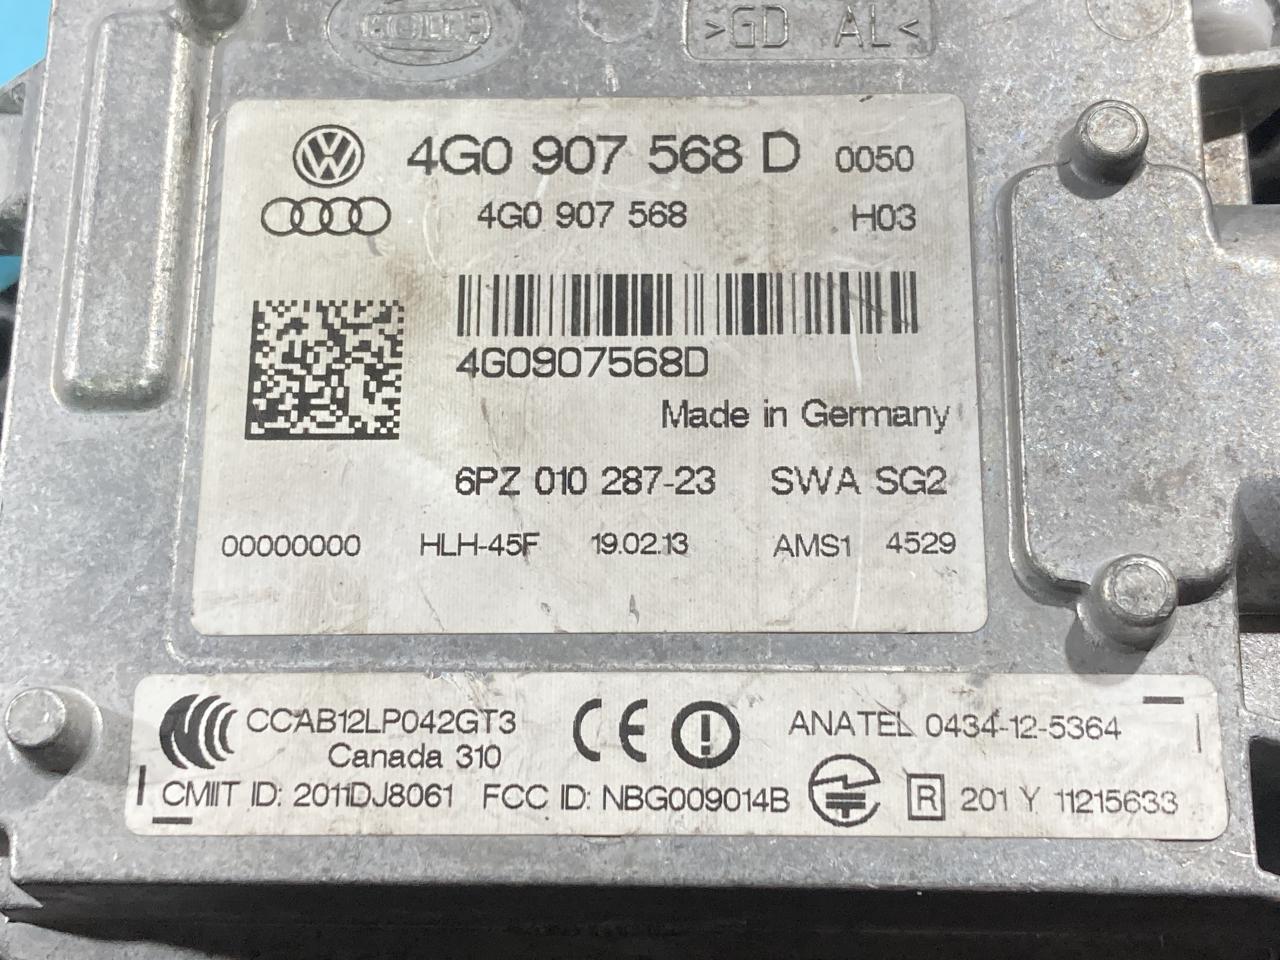 HELLA
>GD AL<
4G0 907 568 D 0050
4G0 907 568 H03
4G0907568D
Made in Germany
6PZ 010 287-23 SWA SG2
00000000 HLH-45F 19.02.13 AMS1 4529
CCAB12LP042GT3 CE ANATEL 0434-12-5364
Canada 310
CMIIT ID: 2011DJ8061 FCC ID: NBG009014B R 201 Y 11215633